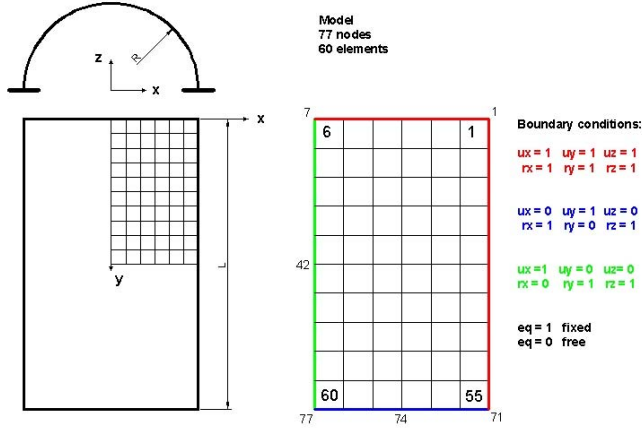 Model
77 nodes
60 elements
R
z
x
x
y
L
7
1
6
1
42
60
55
77
74
71
Boundary conditions:
ux = 1 uy = 1 uz = 1
rx = 1 ry = 1 rz = 1
ux = 0 uy = 1 uz = 0
rx = 1 ry = 0 rz = 1
ux =1 uy = 0 uz= 0
rx = 0 ry = 1 rz = 1
eq = 1 fixed
eq = 0 free